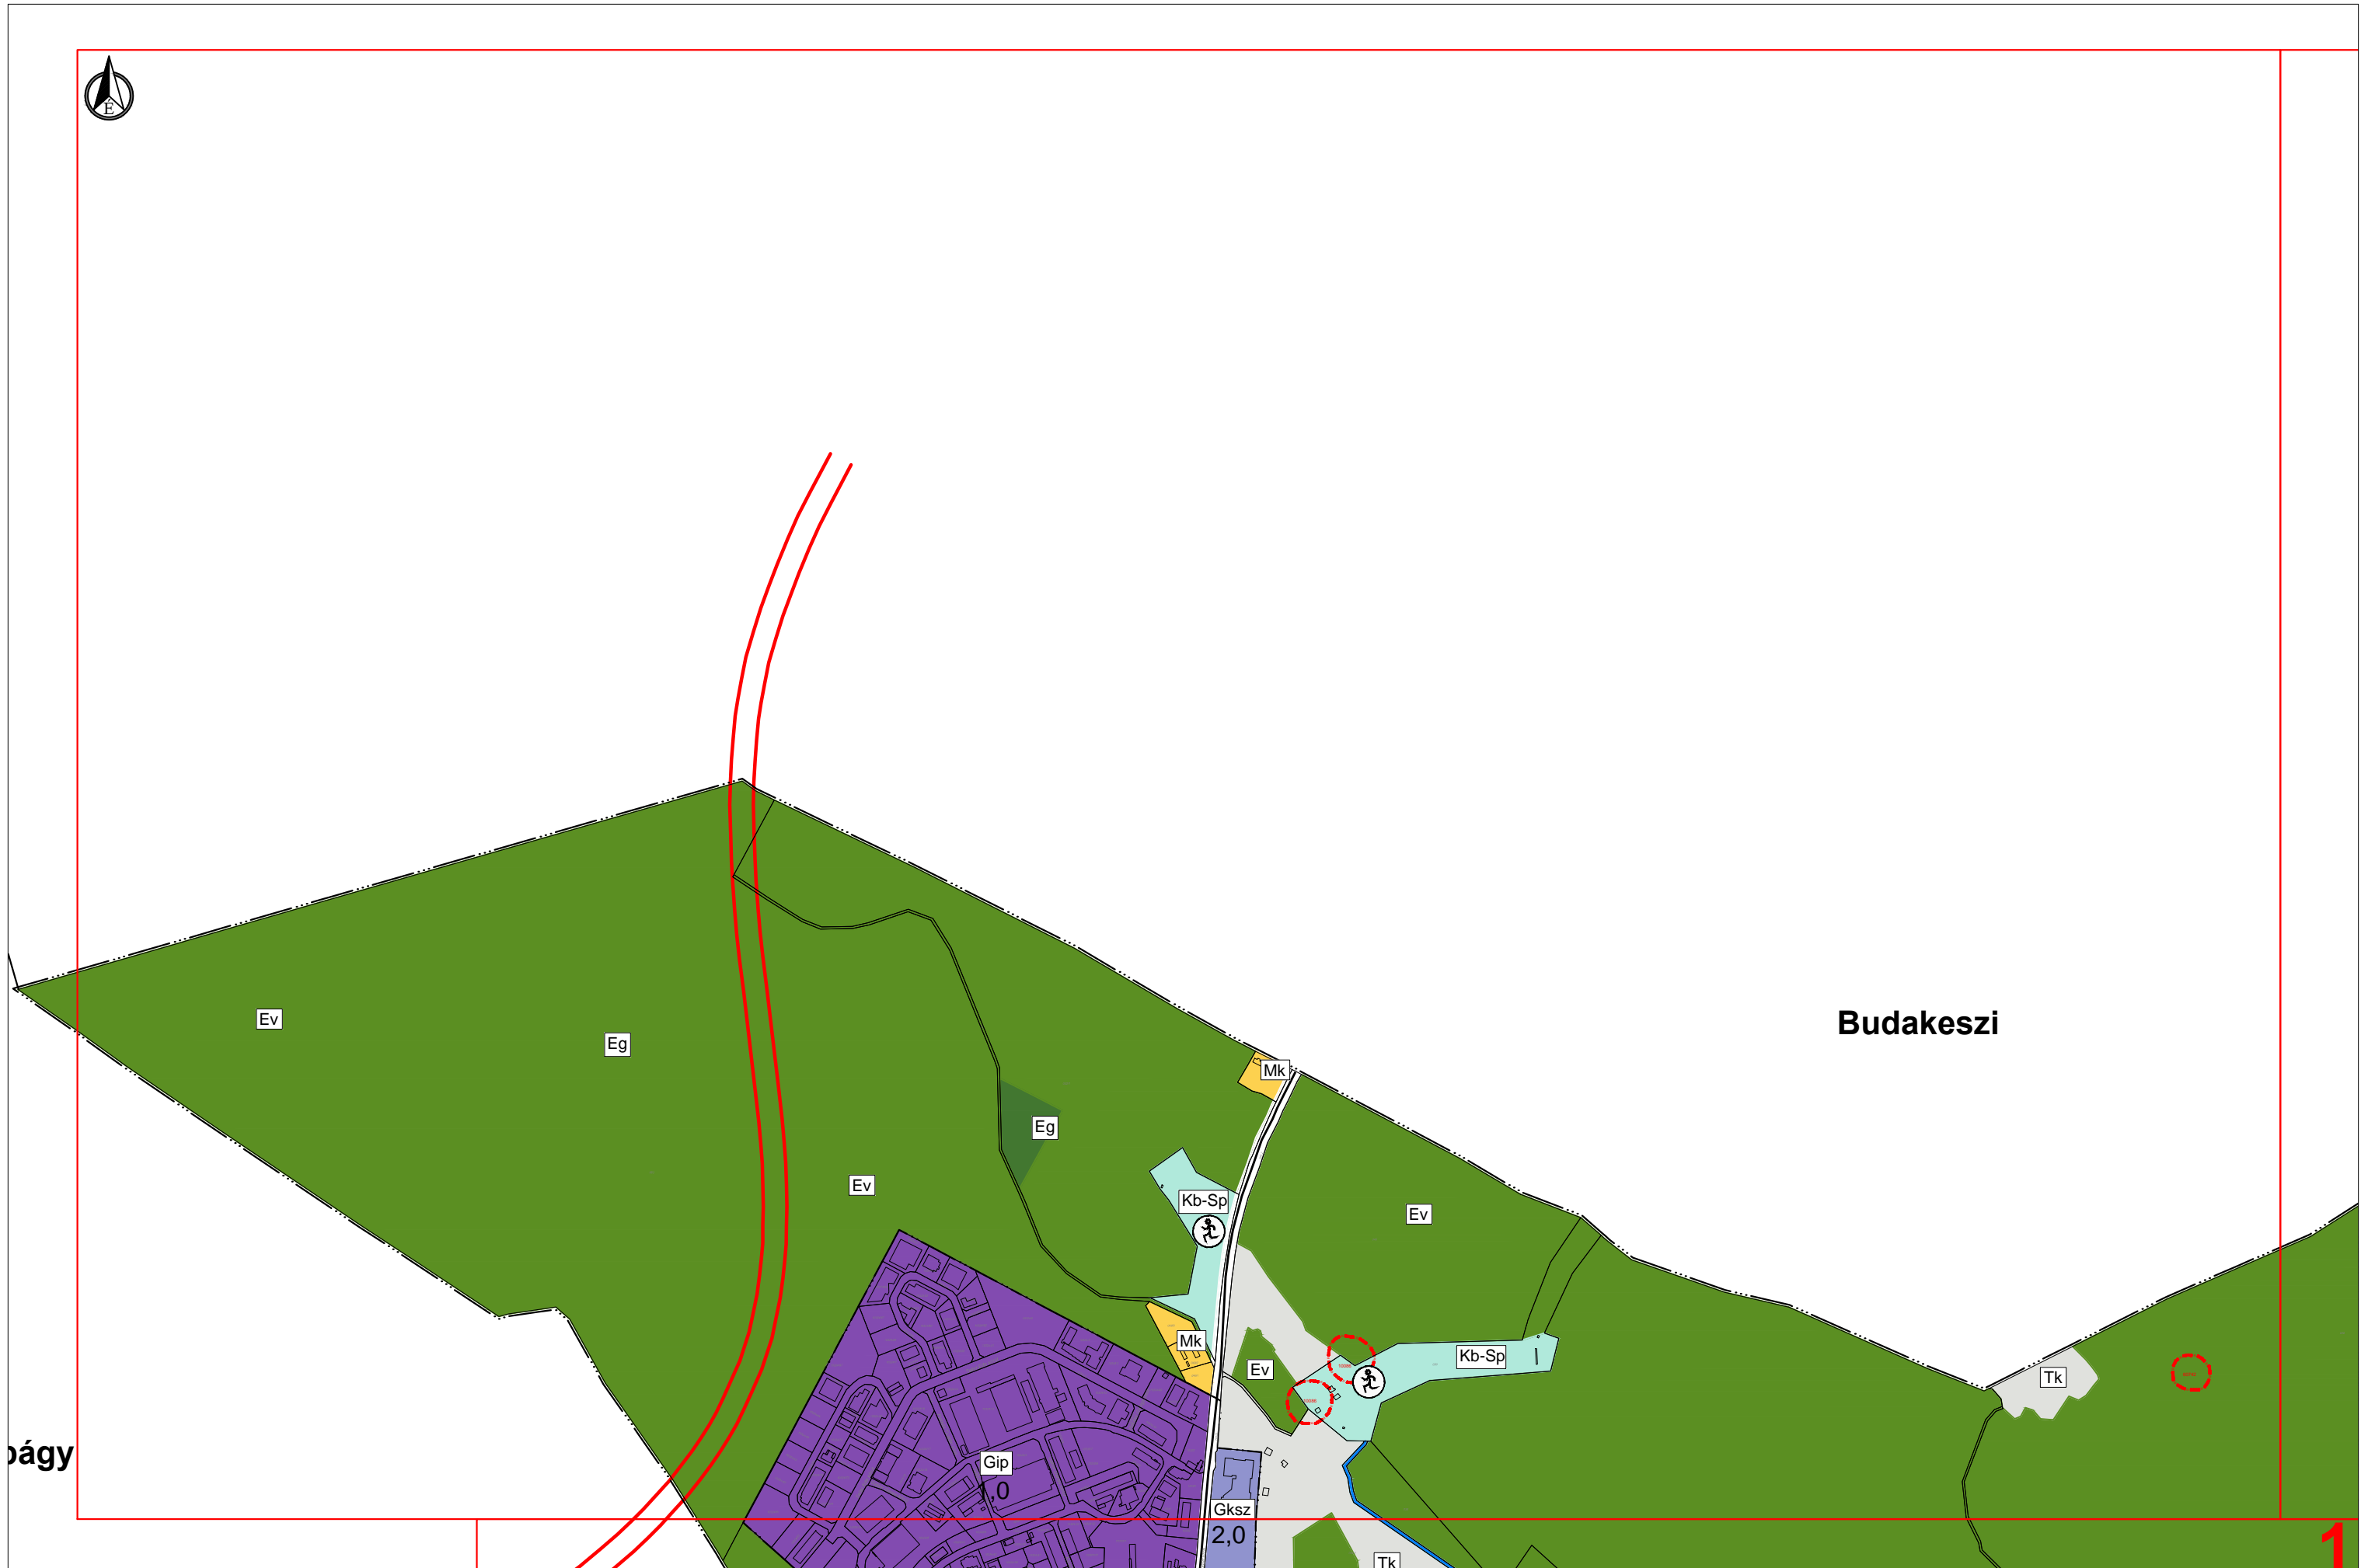 É
Budakeszi
Ev
Eg
Mk
Eg
Ev
Kb-Sp
Ev
Mk
Ev
Kb-Sp
Tk
Gip
1,0
Gksz
2,0
Tk
1